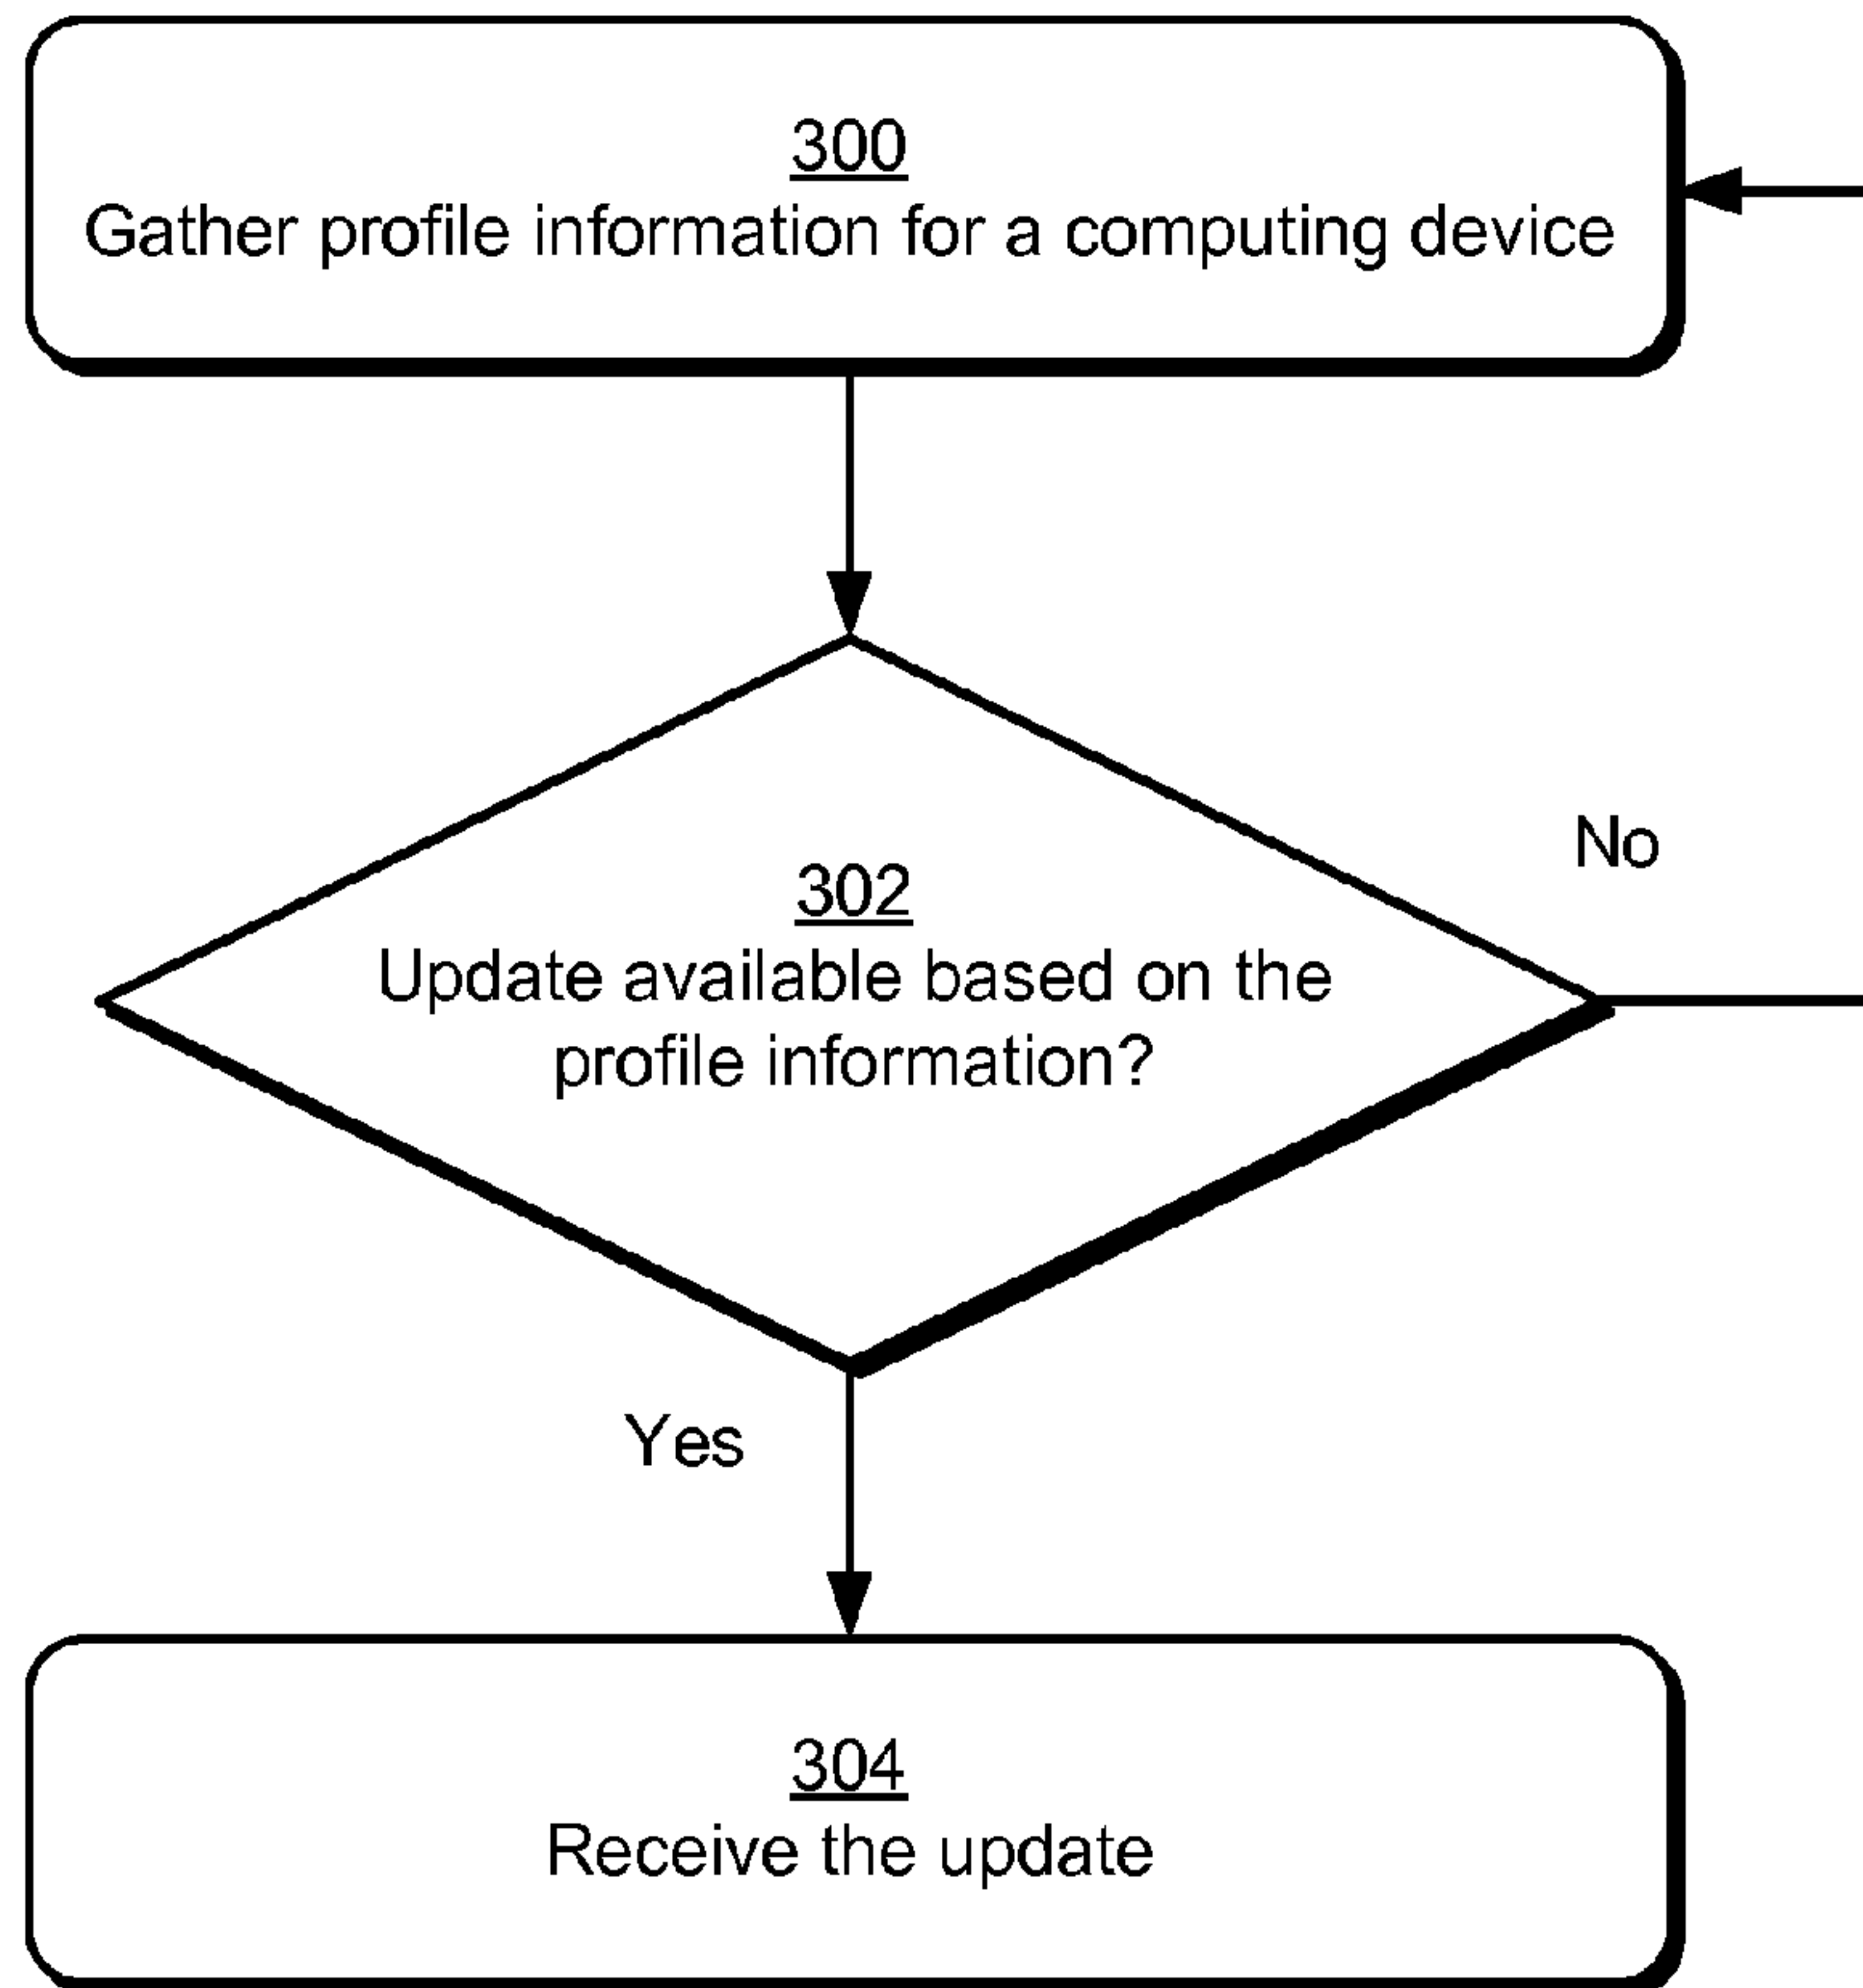 300
Gather profile information for a computing device
No
302
Update available based on the
profile information?
Yes
304
Receive the update